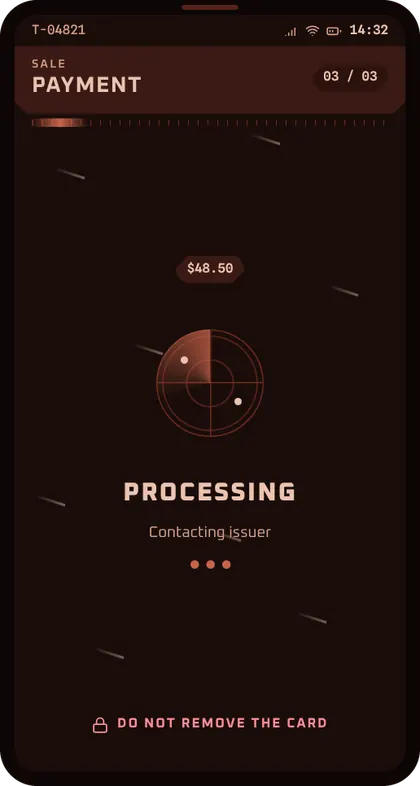 T-04821
14:32
SALE
PAYMENT
03 / 03
$48.50
PROCESSING
Contacting issuer
DO NOT REMOVE THE CARD